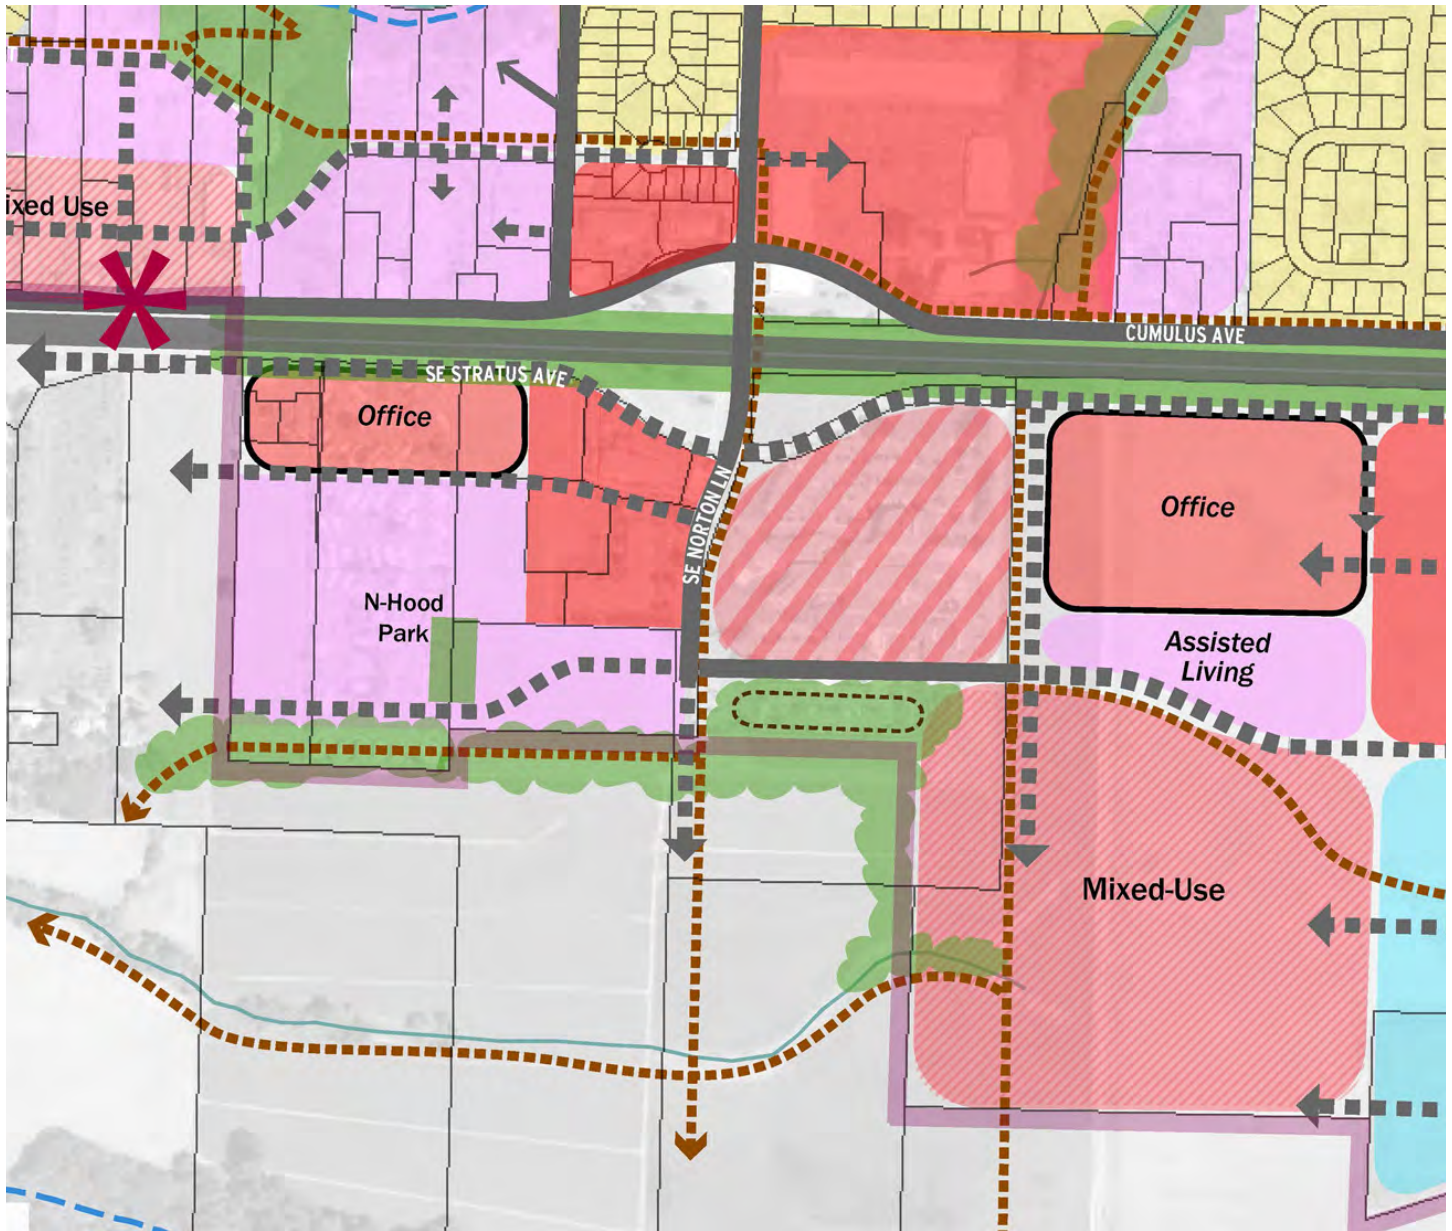 ixed Use
CUMULUS AVE
SE STRATUS AVE
Office
SE NORTON LN
Office
N-Hood
Park
Assisted
Living
Mixed-Use